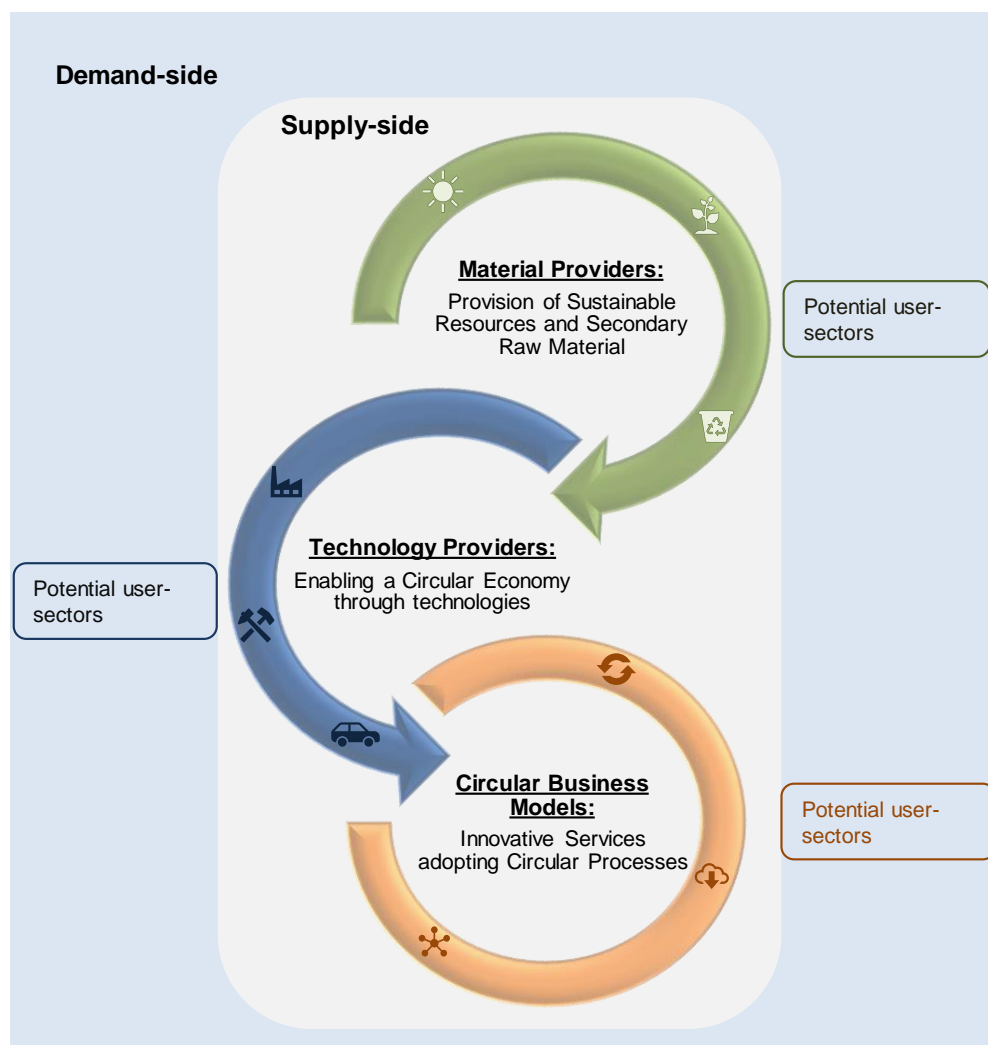 Demand-side
Supply-side
Material Providers:
Provision of Sustainable
Resources and Secondary
Raw Material
Potential user-
sectors
Technology Providers:
Enabling a Circular Economy
through technologies
Potential user-
sectors
Circular Business
Models:
Innovative Services
adopting Circular Processes
Potential user-
sectors